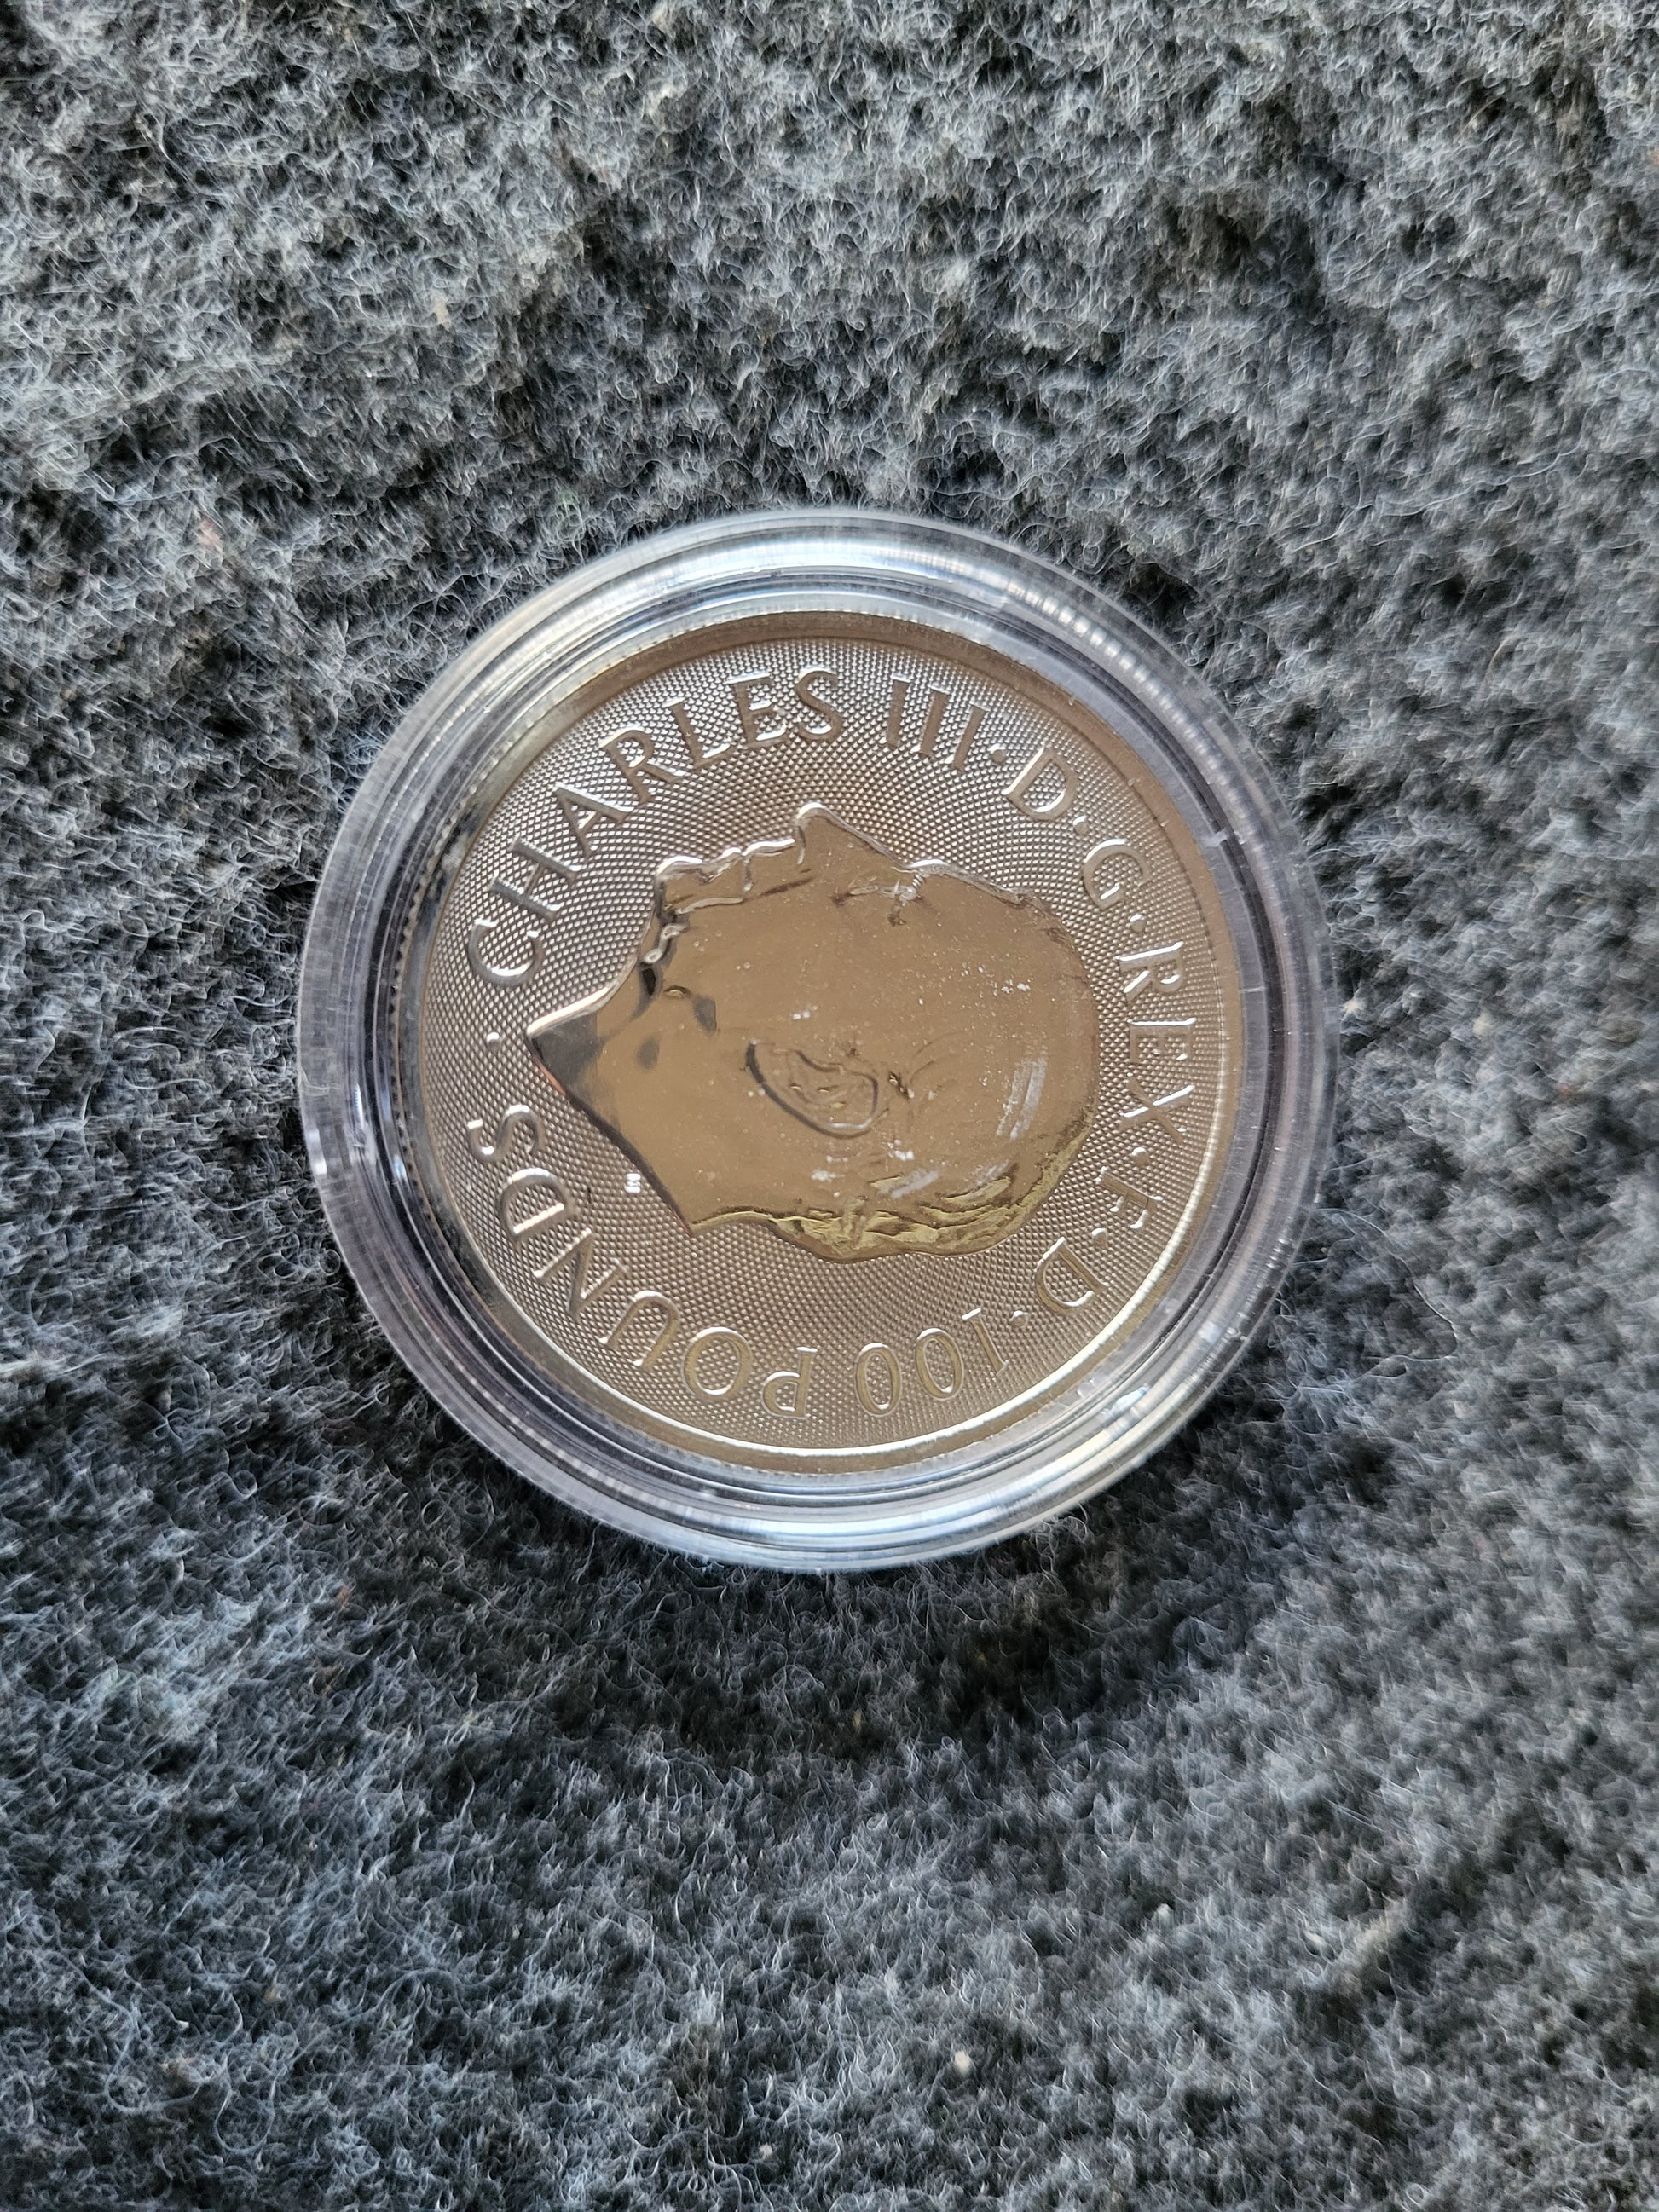 · CHARLES III · D · G · REX · F · D · 100 POUNDS